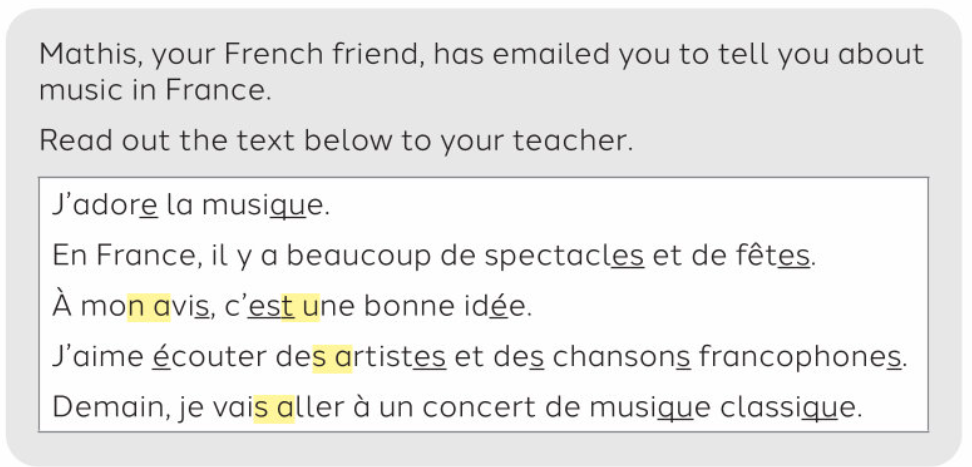 Mathis, your French friend, has emailed you to tell you about
music in France.
Read out the text below to your teacher.
J'adore la musique.
En France, il y a beaucoup de spectacles et de fêtes.
À mon avis, c'est une bonne idée.
J'aime écouter des artistes et des chansons francophones.
Demain, je vais aller à un concert de musique classique.